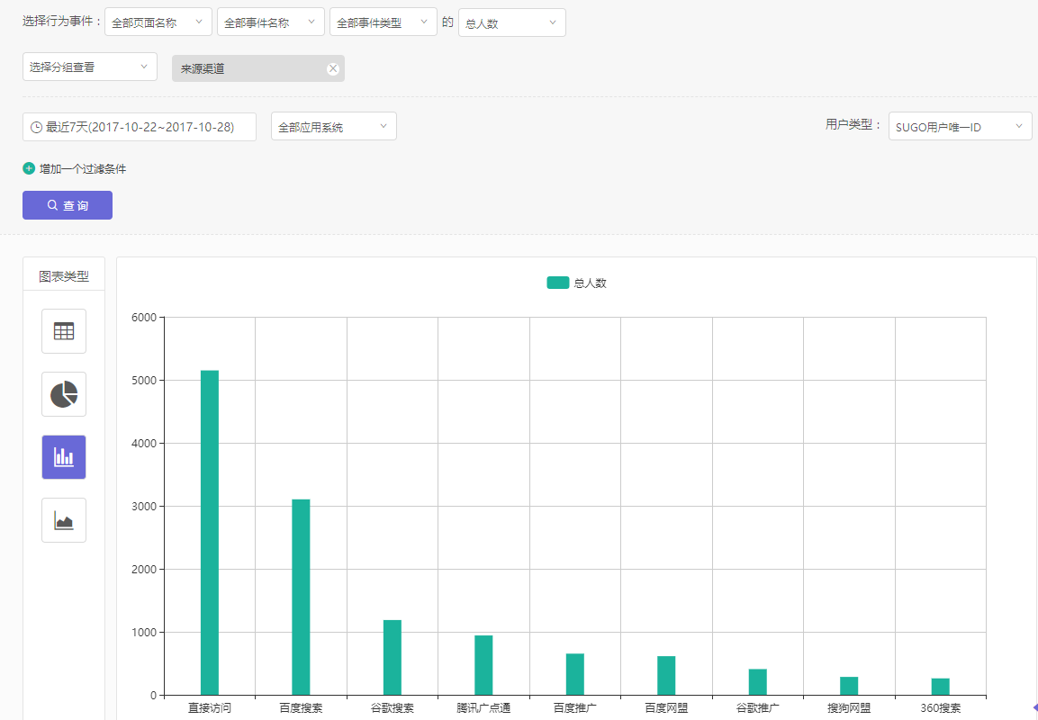 选择行为事件： 全部页面名称 全部事件名称 全部事件类型 的 总人数
选择分组查看 来源渠道
最近7天(2017-10-22~2017-10-28) 全部应用系统 用户类型： SUGO用户唯一ID
增加一个过滤条件
查 询
图表类型
总人数
6000
5000
4000
3000
2000
1000
0
直接访问 百度搜索 谷歌搜索 腾讯广点通 百度推广 百度网盟 谷歌推广 搜狗网盟 360搜索